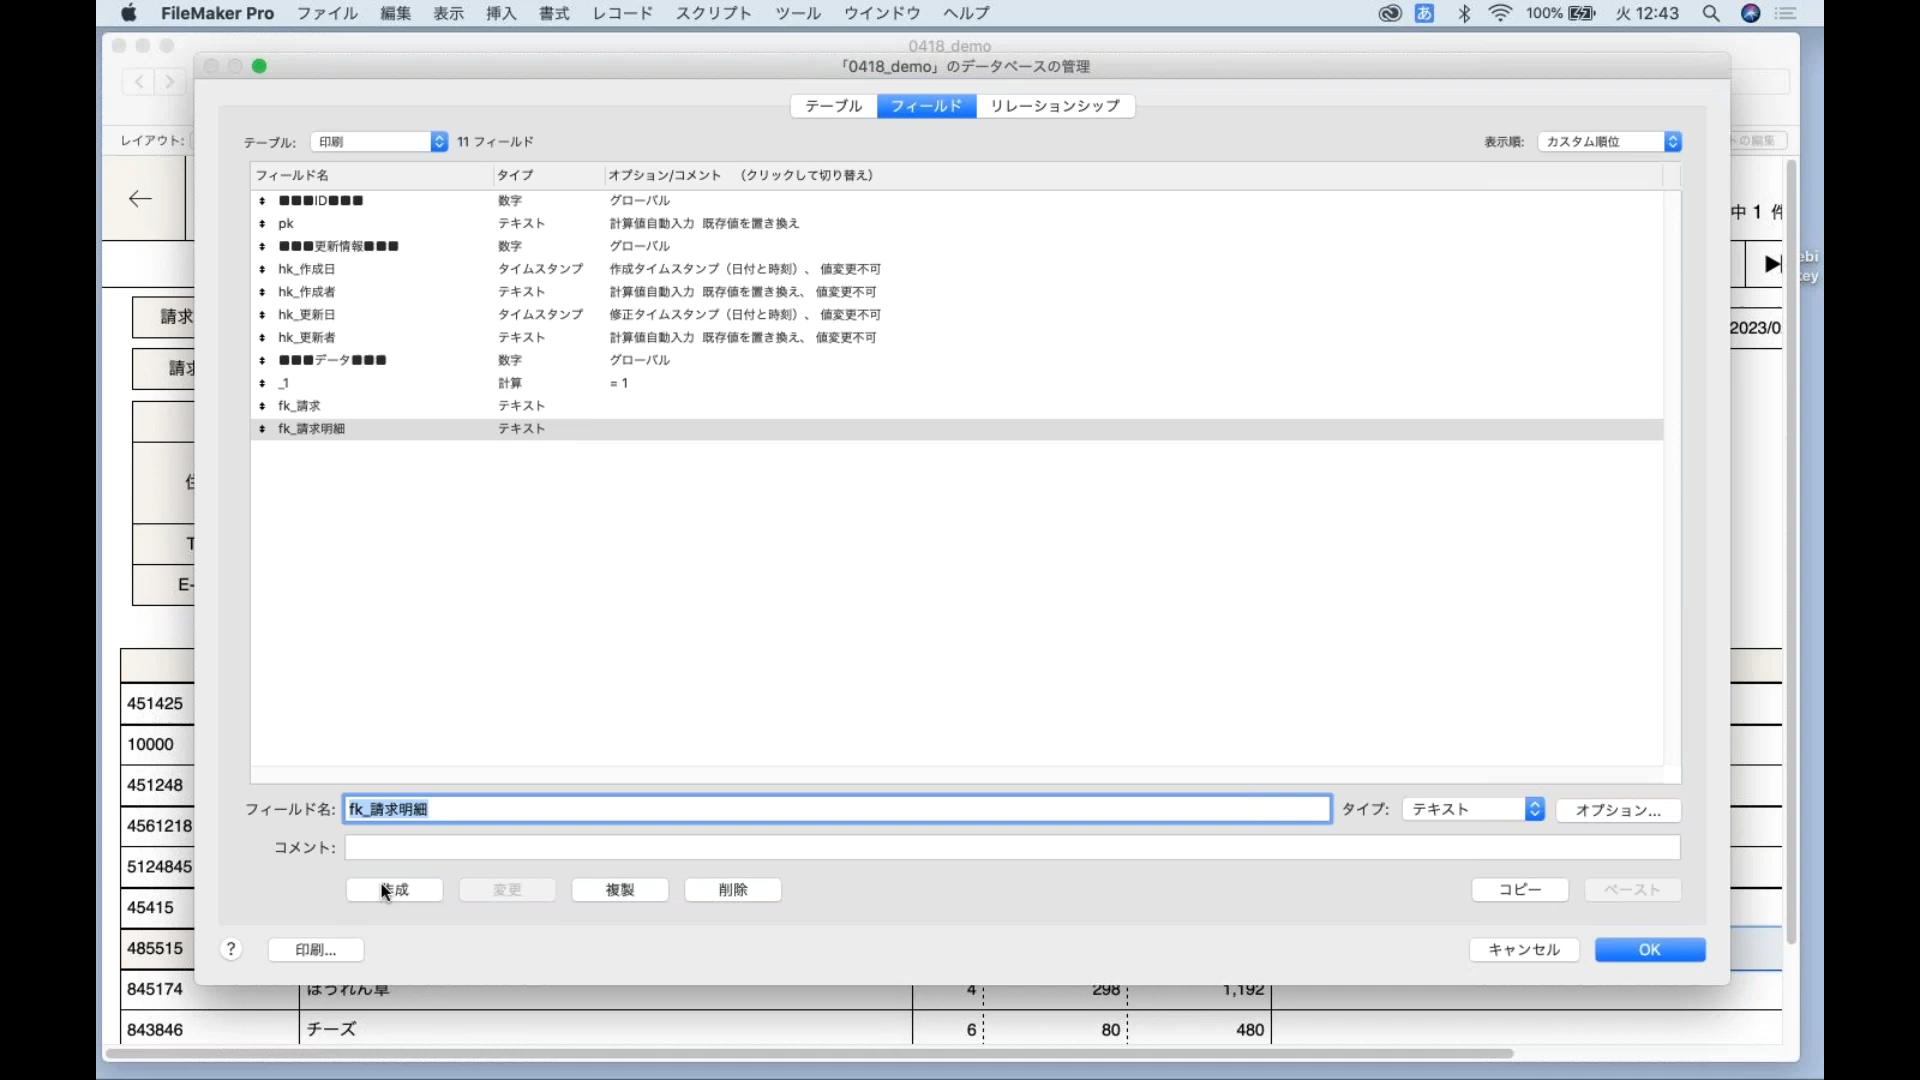 FileMaker Pro ファイル 編集 表示 挿入 書式 レコード スクリプト ツール ウインドウ ヘルプ あ 100% 火 12:43
0418_demo
「0418_demo」のデータベースの管理
テーブル フィールド リレーションシップ
レイアウト: トの編集
テーブル: 印刷 11 フィールド 表示順: カスタム順位
フィールド名 タイプ オプション/コメント （クリックして切り替え）
■■■ID■■■ 数字 グローバル
pk テキスト 計算値自動入力 既存値を置き換え
中 1 件
■■■更新情報■■■ 数字 グローバル
hk_作成日 タイムスタンプ 作成タイムスタンプ（日付と時刻）、 値変更不可
hk_作成者 テキスト 計算値自動入力 既存値を置き換え、 値変更不可
hk_更新日 タイムスタンプ 修正タイムスタンプ（日付と時刻）、 値変更不可
請求 2023/0
hk_更新者 テキスト 計算値自動入力 既存値を置き換え、 値変更不可
■■■データ■■■ 数字 グローバル
請求
_1 計算 = 1
fk_請求 テキスト
fk_請求明細 テキスト
E-
451425
10000
451248
フィールド名: fk_請求明細 タイプ: テキスト オプション...
4561218
コメント:
5124845
作成 変更 複製 削除 コピー ペースト
45415
485515
? 印刷... キャンセル OK
845174 ほうれん草 4 298 1,192
843846 チーズ 6 80 480